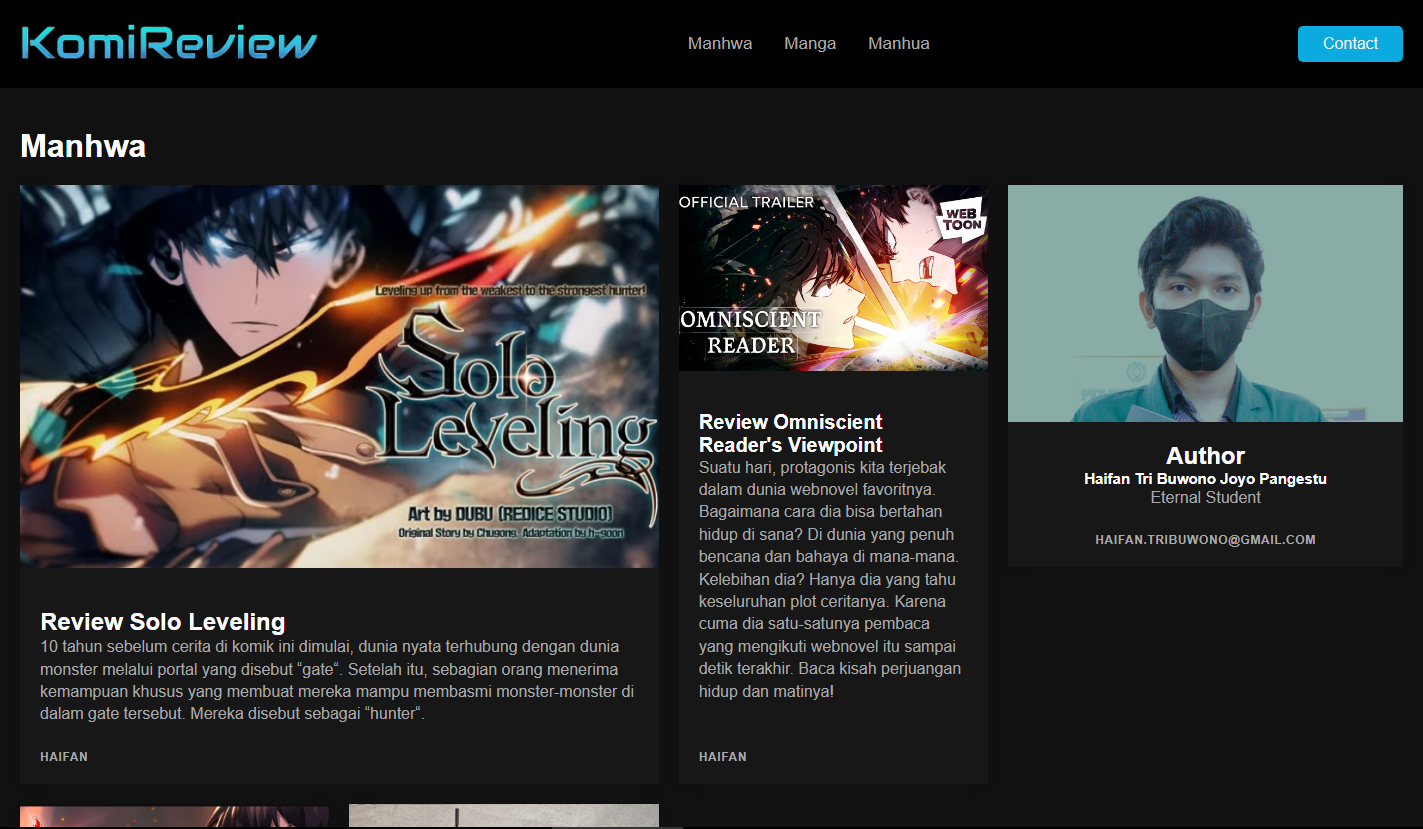 KomiReview
Manhwa
Manga
Manhua
Contact
Manhwa
Leveling up from the weakest to the strongest hunter!
Solo
Leveling
Art by DUBU (REDICE STUDIO)
Original Story by Chugong, Adaptation by h-goon
Review Solo Leveling
10 tahun sebelum cerita di komik ini dimulai, dunia nyata terhubung dengan dunia
monster melalui portal yang disebut “gate“. Setelah itu, sebagian orang menerima
kemampuan khusus yang membuat mereka mampu membasmi monster-monster di
dalam gate tersebut. Mereka disebut sebagai “hunter“.
HAIFAN
OFFICIAL TRAILER
WEB
TOON
OMNISCIENT
READER
Review Omniscient
Reader's Viewpoint
Suatu hari, protagonis kita terjebak
dalam dunia webnovel favoritnya.
Bagaimana cara dia bisa bertahan
hidup di sana? Di dunia yang penuh
bencana dan bahaya di mana-mana.
Kelebihan dia? Hanya dia yang tahu
keseluruhan plot ceritanya. Karena
cuma dia satu-satunya pembaca
yang mengikuti webnovel itu sampai
detik terakhir. Baca kisah perjuangan
hidup dan matinya!
HAIFAN
Author
Haifan Tri Buwono Joyo Pangestu
Eternal Student
HAIFAN.TRIBUWONO@GMAIL.COM